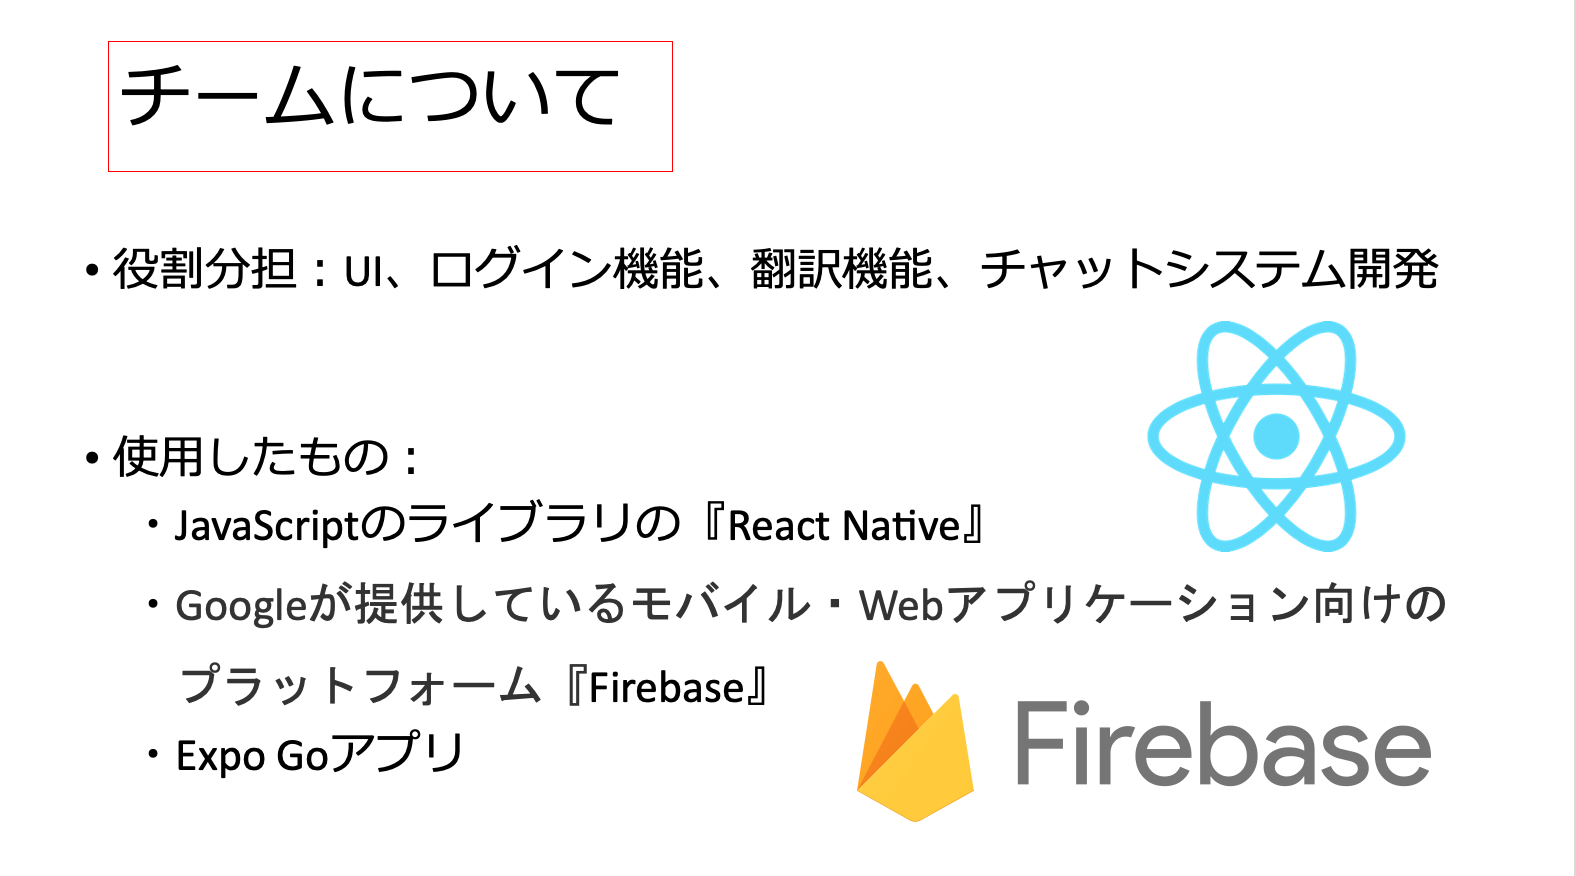 チームについて
• 役割分担：UI、ログイン機能、翻訳機能、チャットシステム開発
• 使用したもの：
・JavaScriptのライブラリの『React Native』
・Googleが提供しているモバイル・Webアプリケーション向けの
プラットフォーム『Firebase』
・Expo Goアプリ
Firebase